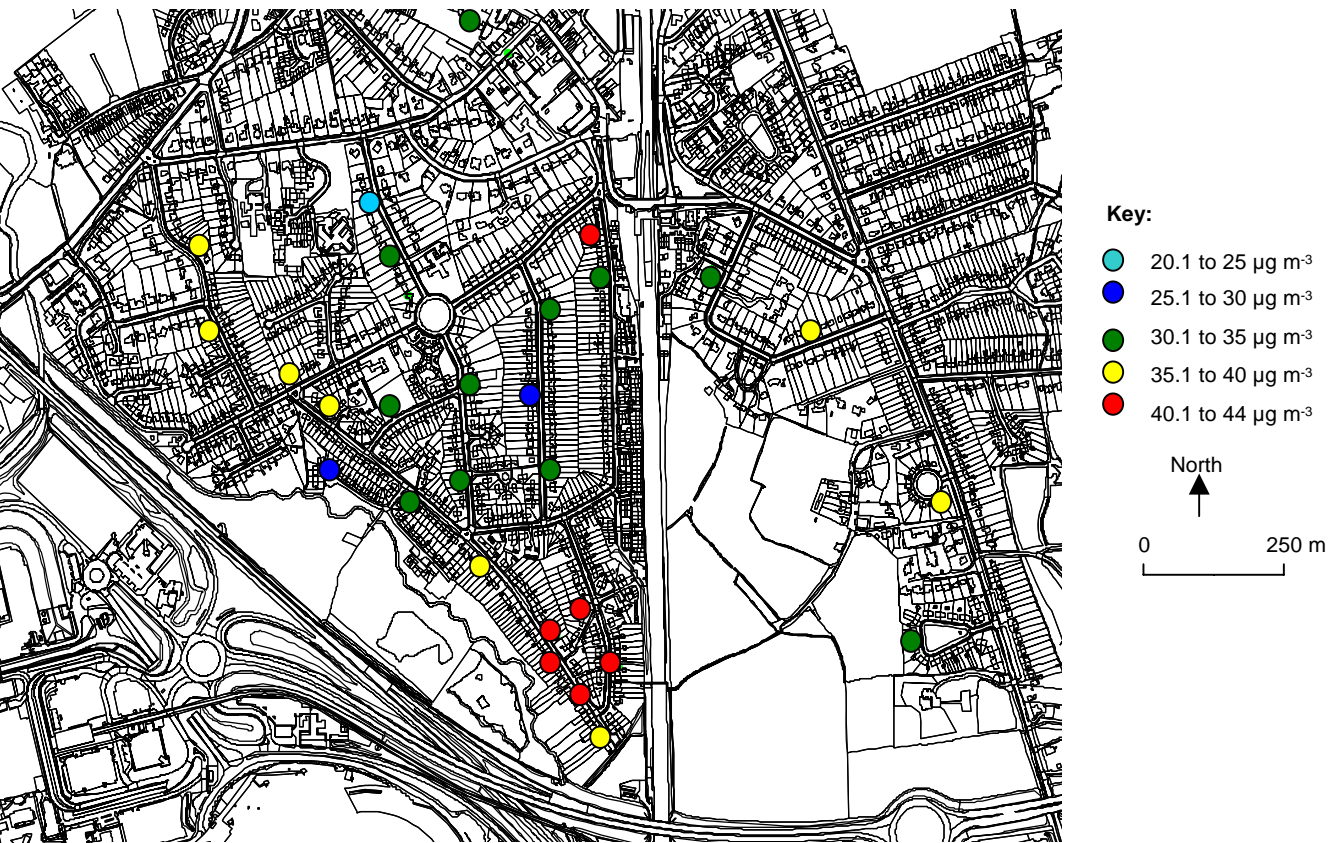 Key:
20.1 to 25 µg m⁻³
25.1 to 30 µg m⁻³
30.1 to 35 µg m⁻³
35.1 to 40 µg m⁻³
40.1 to 44 µg m⁻³
North
0 250 m